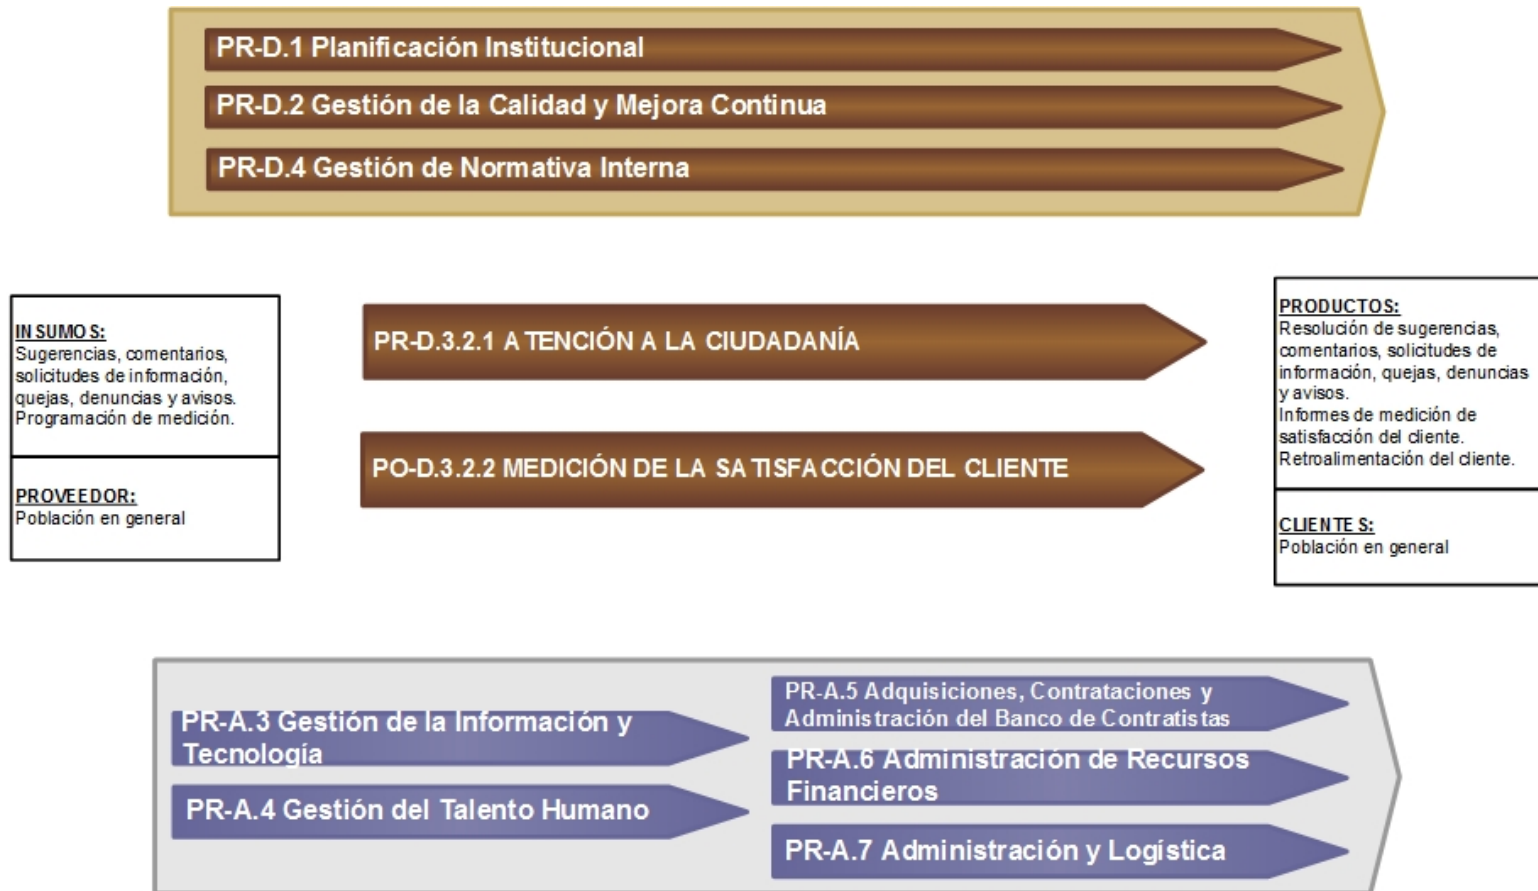 PR-D.1 Planificación Institucional
PR-D.2 Gestión de la Calidad y Mejora Continua
PR-D.4 Gestión de Normativa Interna
INSUMOS:
Sugerencias, comentarios,
solicitudes de información,
quejas, denuncias y avisos.
Programación de medición.
PROVEEDOR:
Población en general
PR-D.3.2.1 ATENCIÓN A LA CIUDADANÍA
PO-D.3.2.2 MEDICIÓN DE LA SATISFACCIÓN DEL CLIENTE
PRODUCTOS:
Resolución de sugerencias,
comentarios, solicitudes de
información, quejas, denuncias
y avisos.
Informes de medición de
satisfacción del cliente.
Retroalimentación del cliente.
CLIENTES:
Población en general
PR-A.3 Gestión de la Información y
Tecnología
PR-A.4 Gestión del Talento Humano
PR-A.5 Adquisiciones, Contrataciones y
Administración del Banco de Contratistas
PR-A.6 Administración de Recursos
Financieros
PR-A.7 Administración y Logística